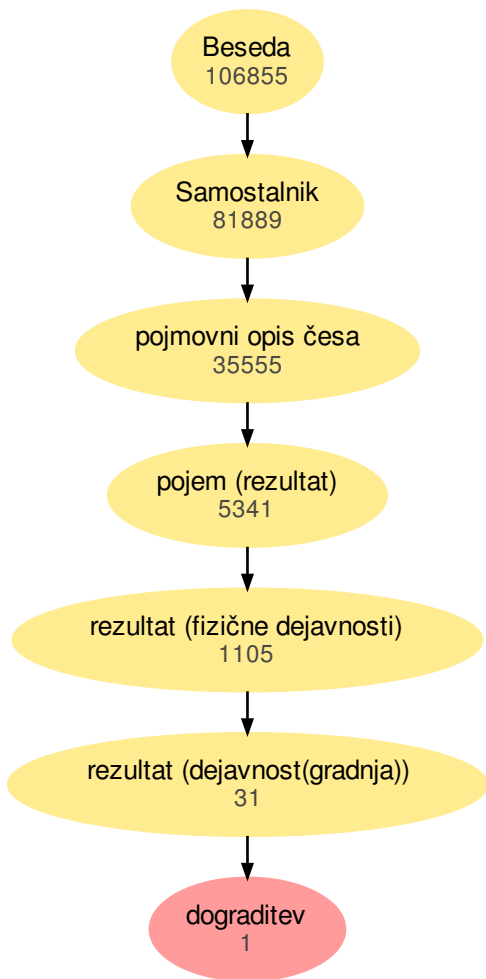 Beseda
106855
Samostalnik
81889
pojmovni opis česa
35555
pojem (rezultat)
5341
rezultat (fizične dejavnosti)
1105
rezultat (dejavnost(gradnja))
31
dograditev
1